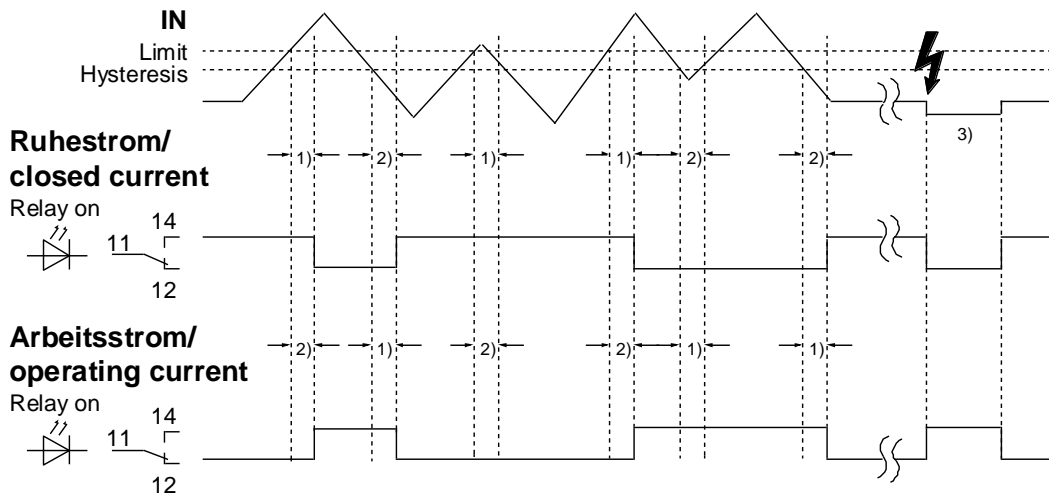 IN
Limit
Hysteresis
3)
Ruhestrom/
closed current
1) 2) 1) 1) 2) 2)
Relay on
14
11
12
Arbeitsstrom/
operating current
2) 1) 2) 2) 1) 1)
Relay on
14
11
12